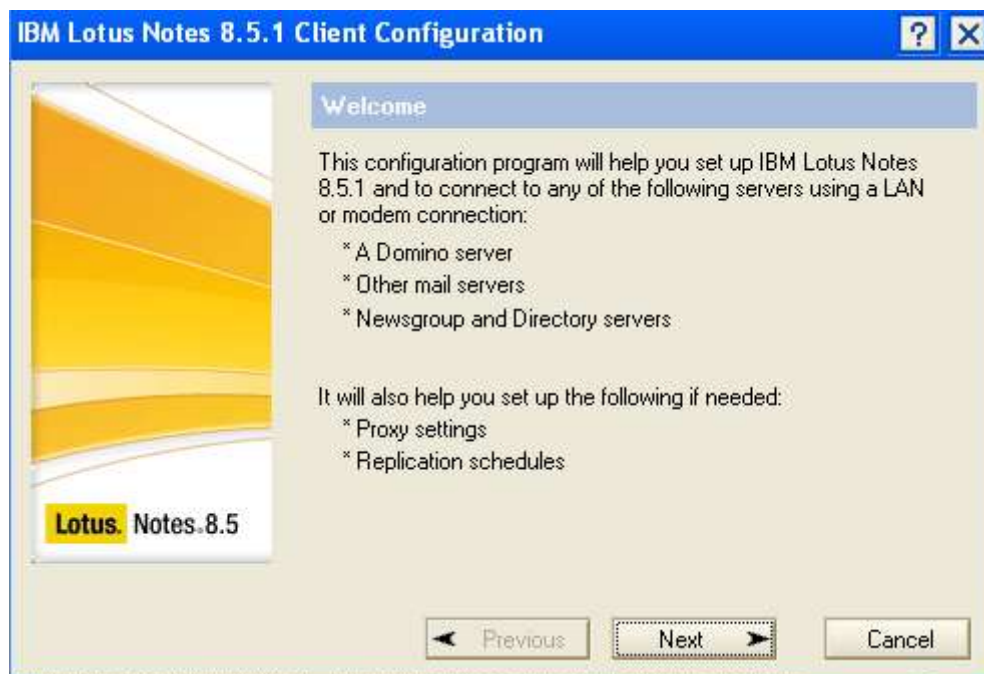 IBM Lotus Notes 8.5.1 Client Configuration
?
Welcome
This configuration program will help you set up IBM Lotus Notes
8.5.1 and to connect to any of the following servers using a LAN
or modem connection:
* A Domino server
* Other mail servers
* Newsgroup and Directory servers
It will also help you set up the following if needed:
* Proxy settings
* Replication schedules
Lotus. Notes 8.5
Previous
Next
Cancel